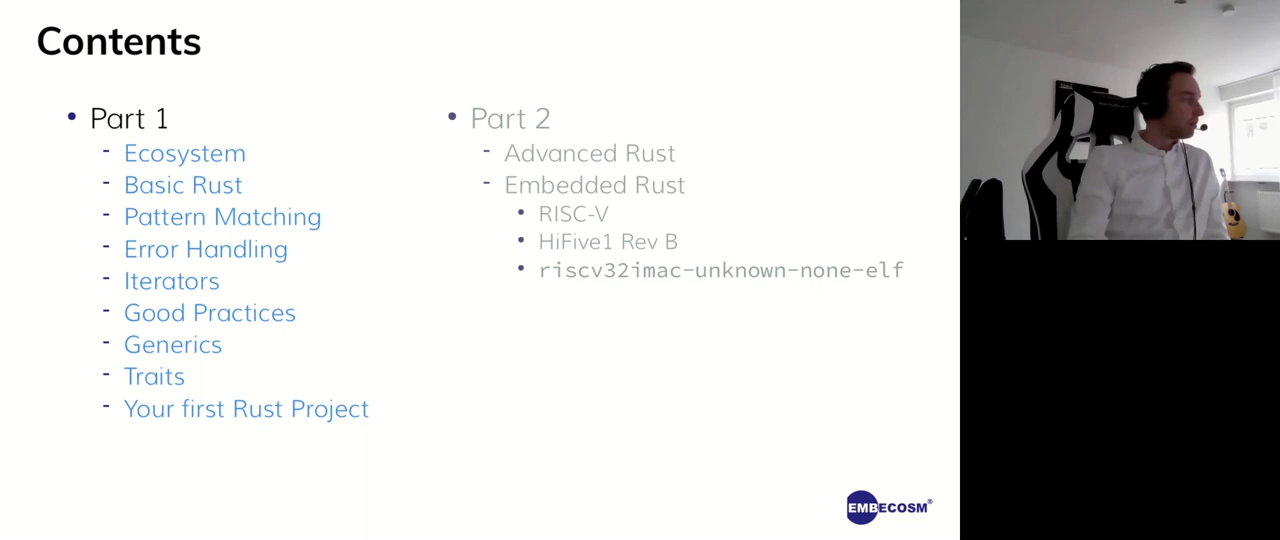 Contents
• Part 1
- Ecosystem
- Basic Rust
- Pattern Matching
- Error Handling
- Iterators
- Good Practices
- Generics
- Traits
- Your first Rust Project
• Part 2
- Advanced Rust
- Embedded Rust
• RISC-V
• HiFive1 Rev B
• riscv32imac-unknown-none-elf
EMBECOSM®